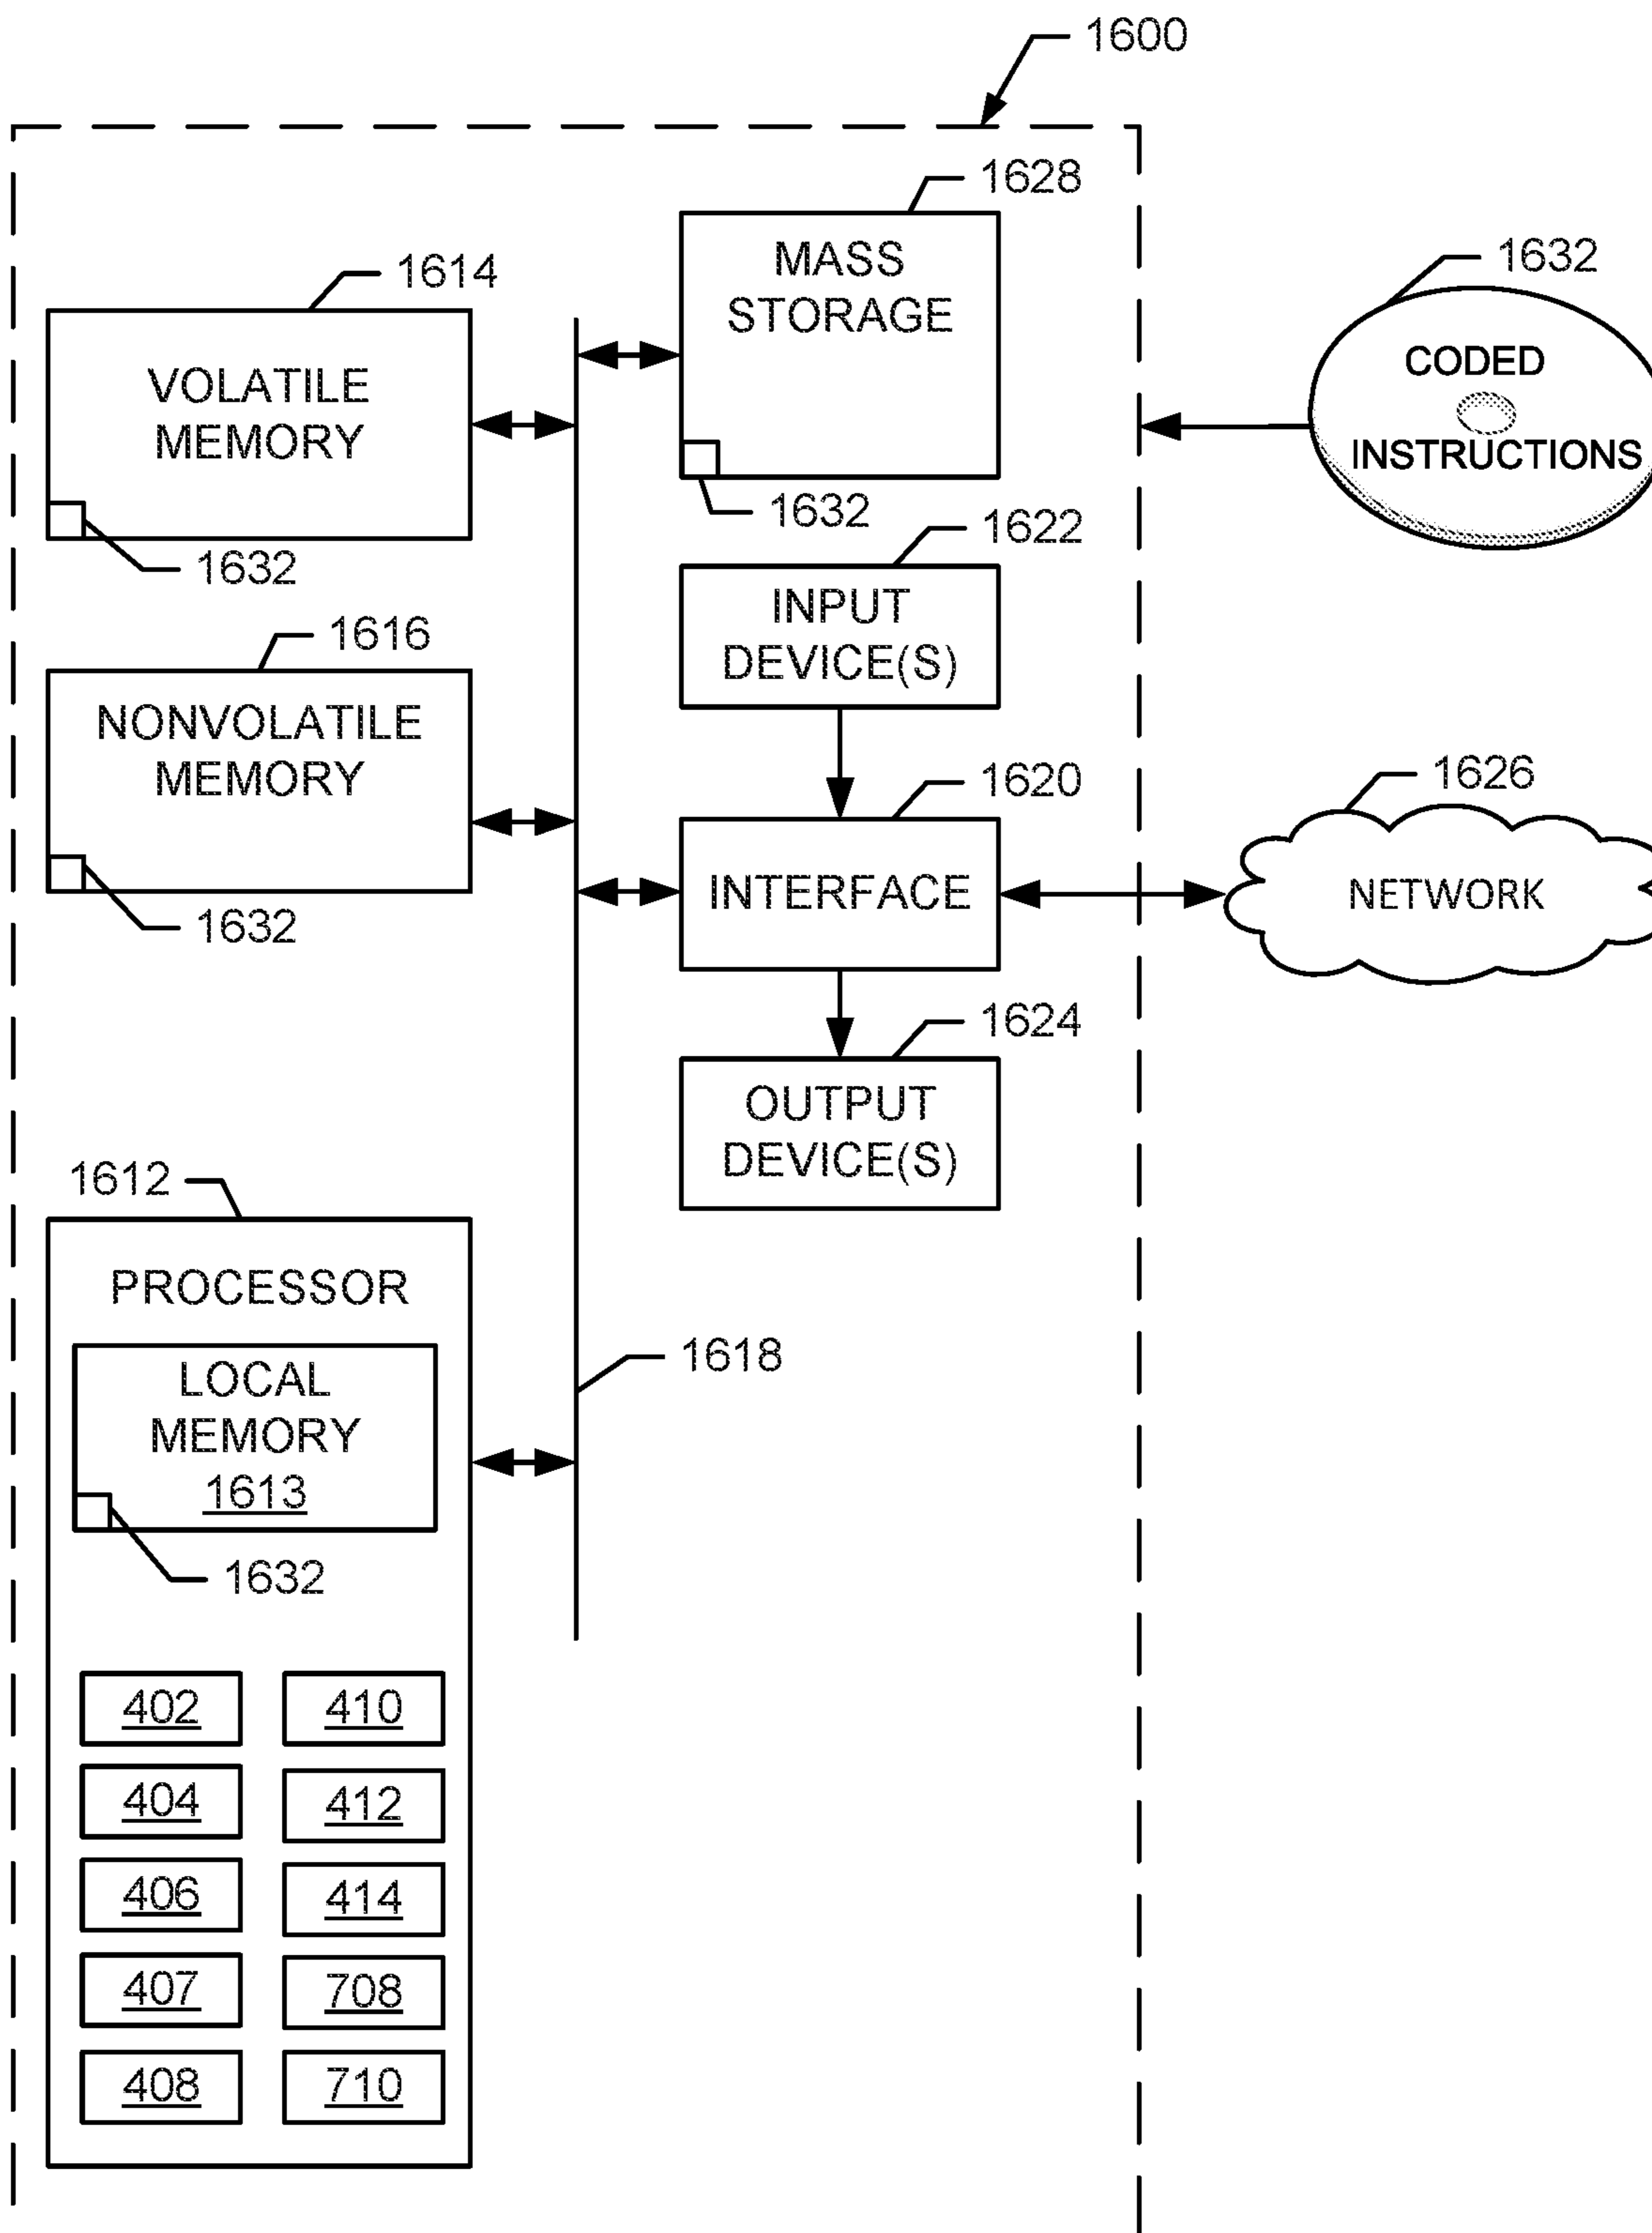 1600
1628
MASS
STORAGE
1632
1614
VOLATILE
MEMORY
1632
1632
CODED
INSTRUCTIONS
1622
INPUT
DEVICE(S)
1616
NONVOLATILE
MEMORY
1632
1620
INTERFACE
1626
NETWORK
1624
OUTPUT
DEVICE(S)
1612
PROCESSOR
LOCAL
MEMORY
1613
1632
1618
402
410
404
412
406
414
407
708
408
710